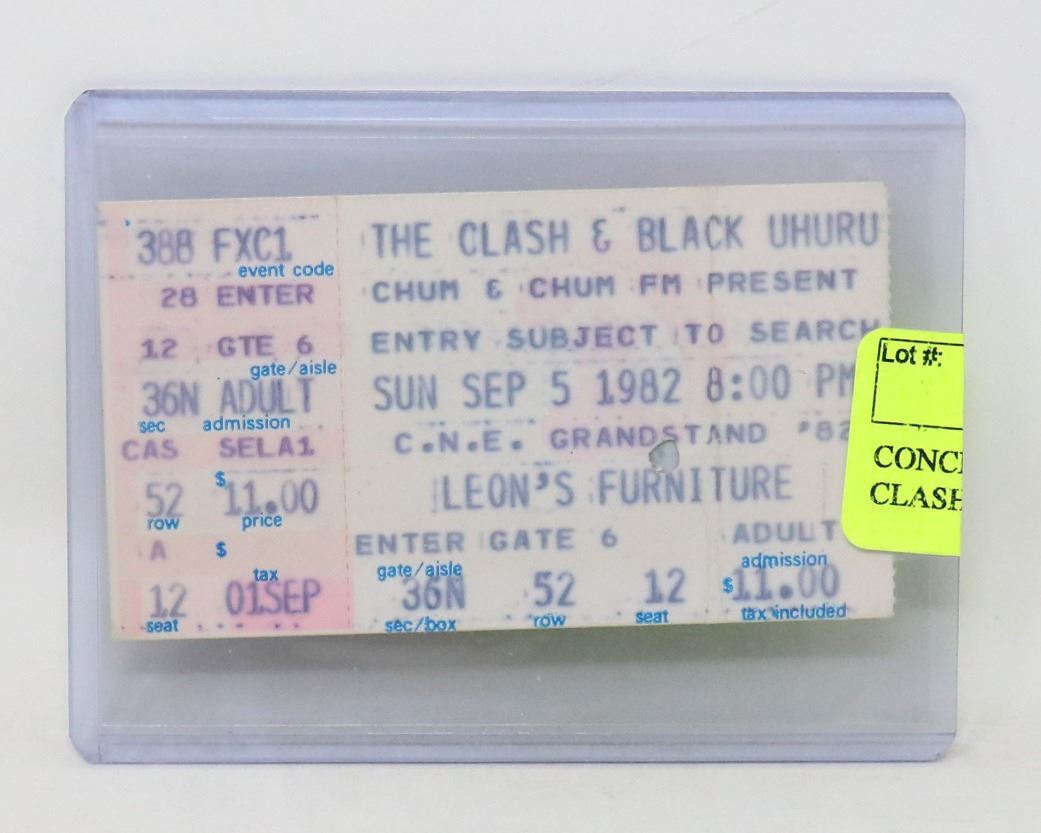 388 FXC1
event code
28 ENTER
12 GTE 6
gate/aisle
36N ADULT
sec admission
CAS SELA1
$
52 11.00
row price
A $
tax
12 01SEP
seat
THE CLASH & BLACK UHURU
CHUM & CHUM FM PRESENT
ENTRY SUBJECT TO SEARCH
SUN SEP 5 1982 8:00 PM
C.N.E. GRANDSTAND '82
LEON'S FURNITURE
ENTER GATE 6 ADULT
gate/aisle admission
36N 52 12 $11.00
sec/box row seat tax included
Lot #:
CLASH